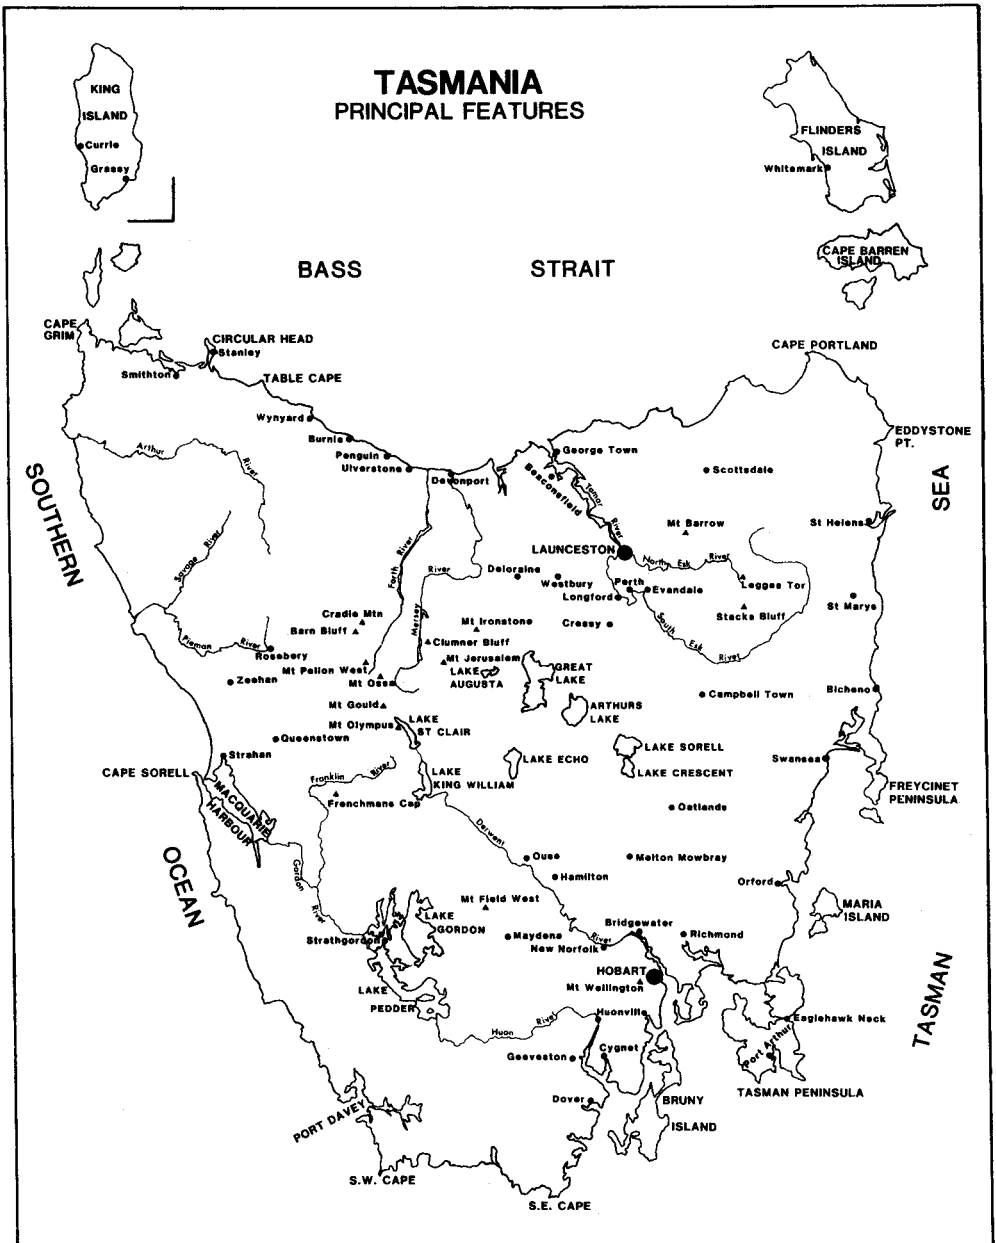 TASMANIA
PRINCIPAL FEATURES
KING
ISLAND
Currie
Grassy
FLINDERS
ISLAND
Whitemark
CAPE BARREN
ISLAND
BASS STRAIT
CAPE
GRIM
CIRCULAR HEAD
Stanley
CAPE PORTLAND
Smithton
TABLE CAPE
Wynyard
Burnie
Penguin
Ulverstone
Devonport
EDDYSTONE
PT.
Arthur
River
George Town
Beaconsfield
Tamar
River
Scottsdale
SOUTHERN
SEA
Mt Barrow
St Helens
Savage River
Forth River
LAUNCESTON
North Esk River
Deloraine
Westbury
Perth
Longford
Evandale
Legges Tor
River
Mersey
Cradle Mtn
Barn Bluff
Mt Ironstone
Cressy
Stacks Bluff
St Marys
South Esk River
Pieman River
Rosebery
Clumner Bluff
Mt Pelion West
Mt Jerusalem
LAKE
AUGUSTA
GREAT
LAKE
Zeehan
Mt Ossa
Campbell Town
Bicheno
Mt Gould
ARTHURS
LAKE
Mt Olympus
LAKE
ST CLAIR
Queenstown
Strahan
LAKE ECHO
LAKE SORELL
LAKE CRESCENT
Swansea
CAPE SORELL
MACQUARIE
HARBOUR
Franklin River
LAKE
KING WILLIAM
Frenchmans Cap
FREYCINET
PENINSULA
Oatlands
Derwent
River
OCEAN
Gordon
River
Ouse
Hamilton
Melton Mowbray
Orford
Mt Field West
MARIA
ISLAND
LAKE
GORDON
Strathgordon
Maydena
New Norfolk
Bridgewater
Richmond
HOBART
Mt Wellington
LAKE
PEDDER
TASMAN
Huon River
Huonville
Eaglehawk Neck
Port Arthur
Geeveston
Cygnet
TASMAN PENINSULA
Dover
BRUNY
ISLAND
PORT DAVEY
S.W. CAPE
S.E. CAPE